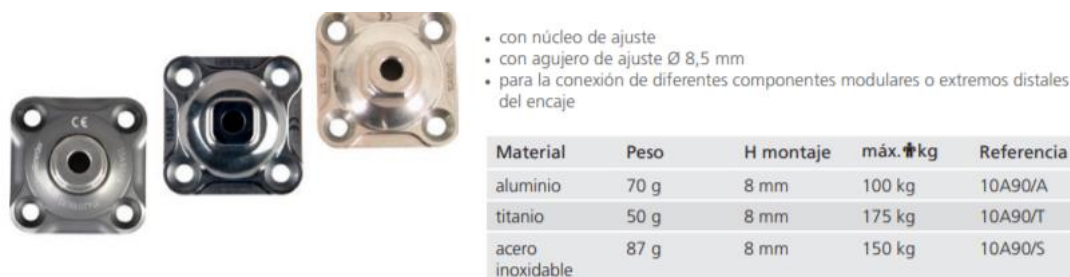 • con núcleo de ajuste
• con agujero de ajuste Ø 8,5 mm
• para la conexión de diferentes componentes modulares o extremos distales
del encaje
Material Peso H montaje máx. kg Referencia
aluminio 70 g 8 mm 100 kg 10A90/A
titanio 50 g 8 mm 175 kg 10A90/T
acero 87 g 8 mm 150 kg 10A90/S
inoxidable
CE